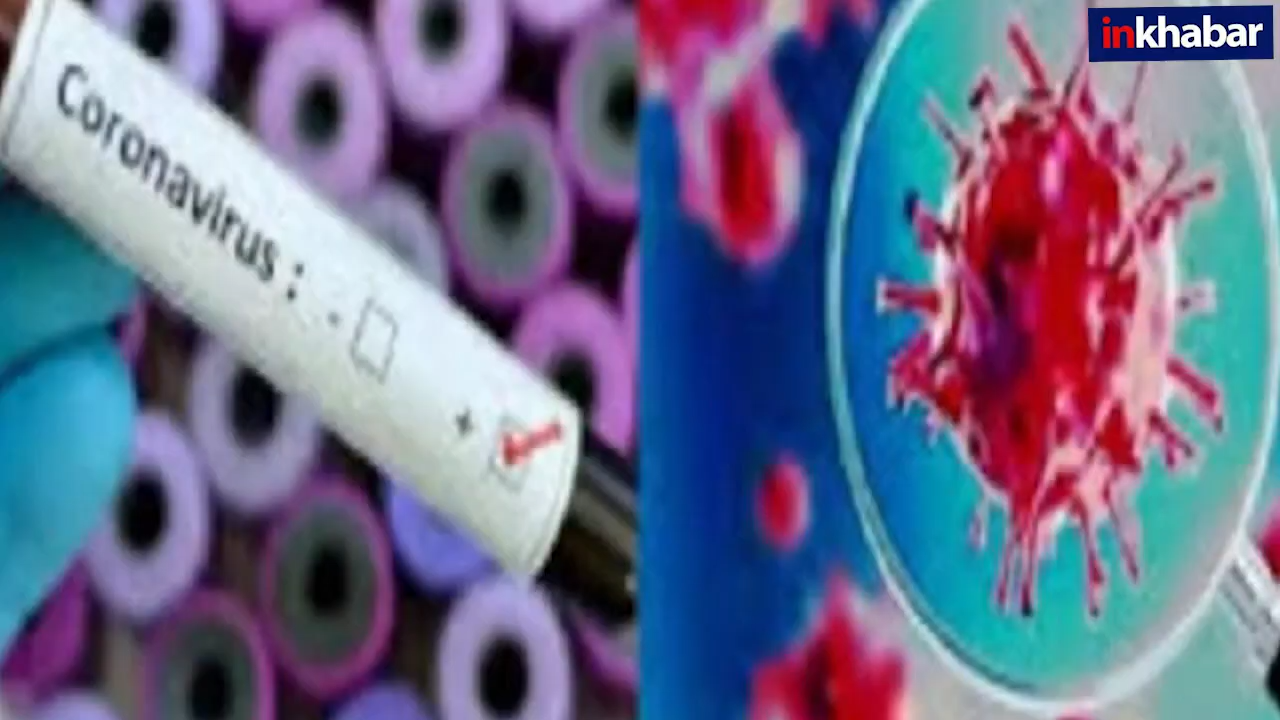 inkhabar
Coronavirus : - ☐
+ ☑